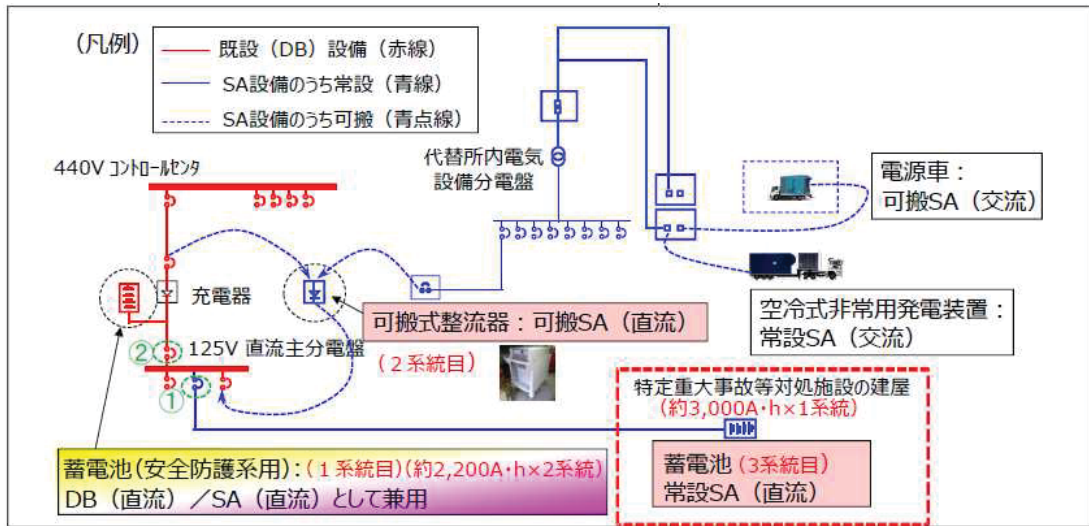 (凡例)
既設(DB)設備(赤線)
SA設備のうち常設(青線)
SA設備のうち可搬(青点線)
440V コントロールセンタ
代替所内電気
設備分電盤
電源車:
可搬SA(交流)
充電器
可搬式整流器:可搬SA(直流)
(2系統目)
空冷式非常用発電装置:
常設SA(交流)
② 125V 直流主分電盤
①
特定重大事故等対処施設の建屋
(約3,000A・h×1系統)
蓄電池(安全防護系用):(1系統目)(約2,200A・h×2系統)
DB(直流)/SA(直流)として兼用
蓄電池(3系統目)
常設SA(直流)